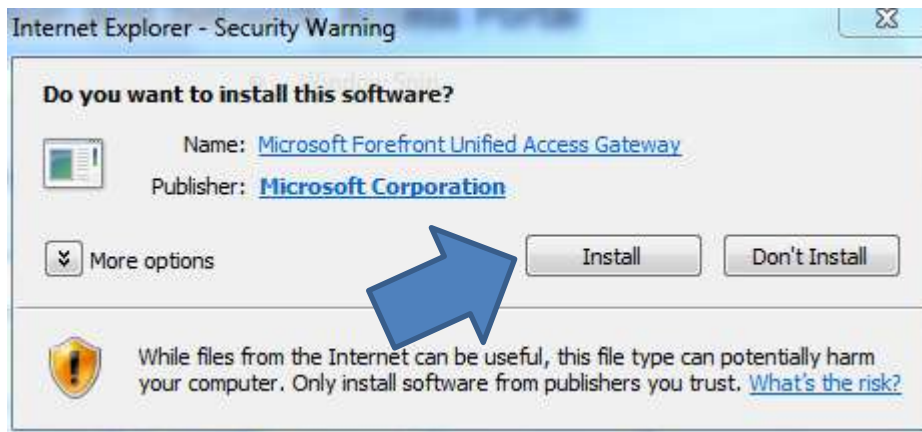 Internet Explorer - Security Warning
Do you want to install this software?
Name: Microsoft Forefront Unified Access Gateway
Publisher: Microsoft Corporation
More options
Install
Don't Install
While files from the Internet can be useful, this file type can potentially harm
your computer. Only install software from publishers you trust. What's the risk?